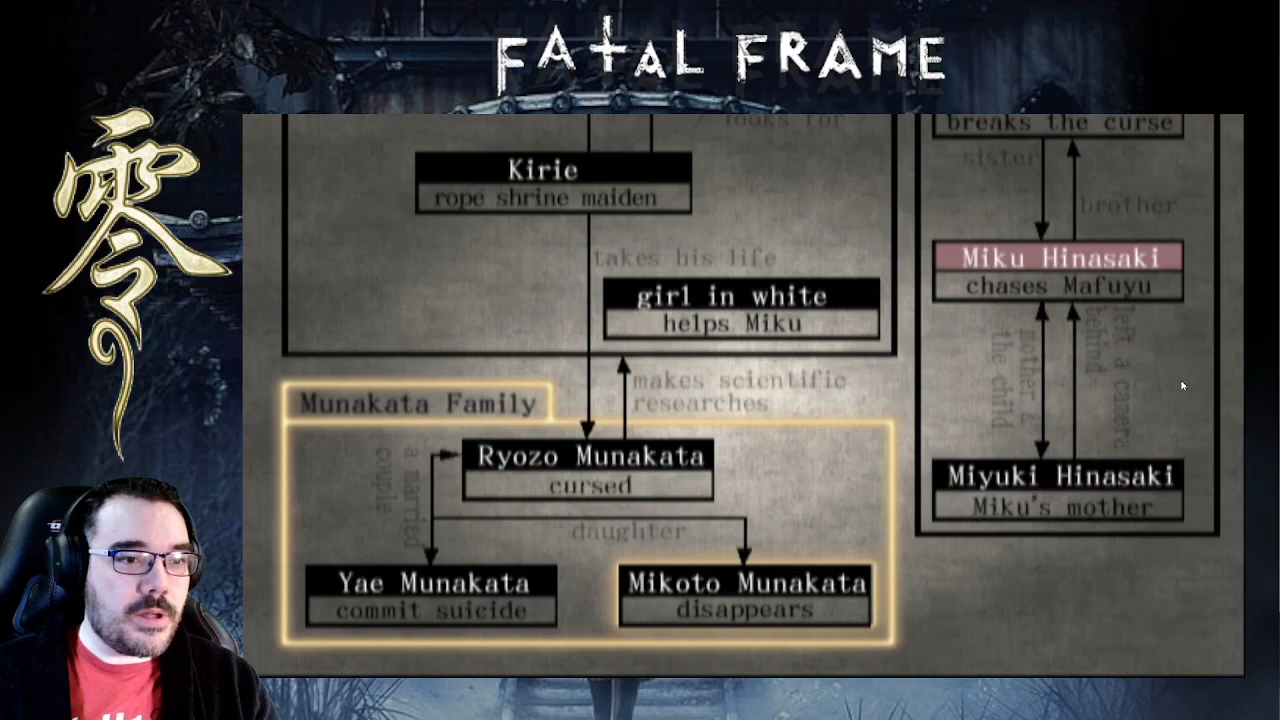 FATAL FRAME
零
looks for
breaks the curse
Kirie
rope shrine maiden
sister
brother
takes his life
Miku Hinasaki
chases Mafuyu
girl in white
helps Miku
mother &
the child
left a camera
behind
makes scientific
researches
Munakata Family
Ryozo Munakata
cursed
a married
couple
Miyuki Hinasaki
Miku's mother
daughter
Yae Munakata
commit suicide
Mikoto Munakata
disappears